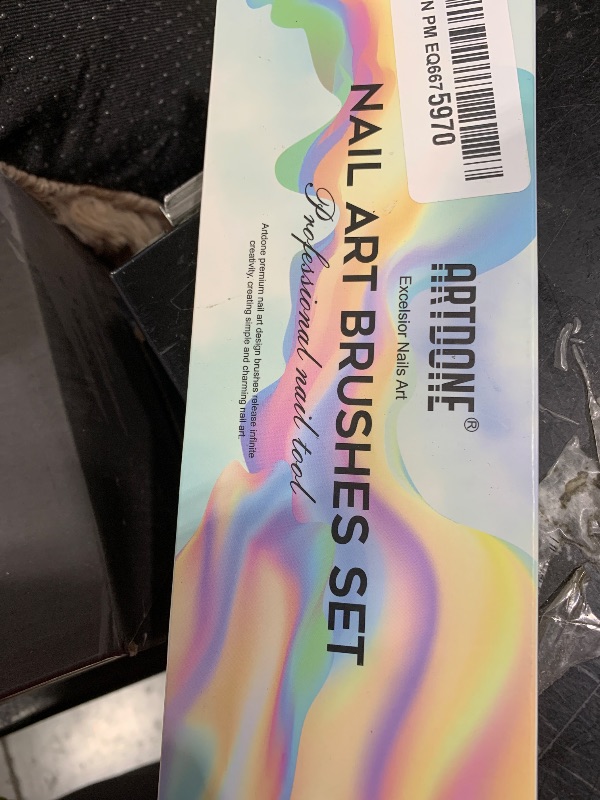 N PM EQ6675970
ARTDONE®
Excelsior Nails Art
NAIL ART BRUSHES SET
Professional nail tool
Artdone premium nail art design brushes release infinite
creativity, creating simple and charming nail art.